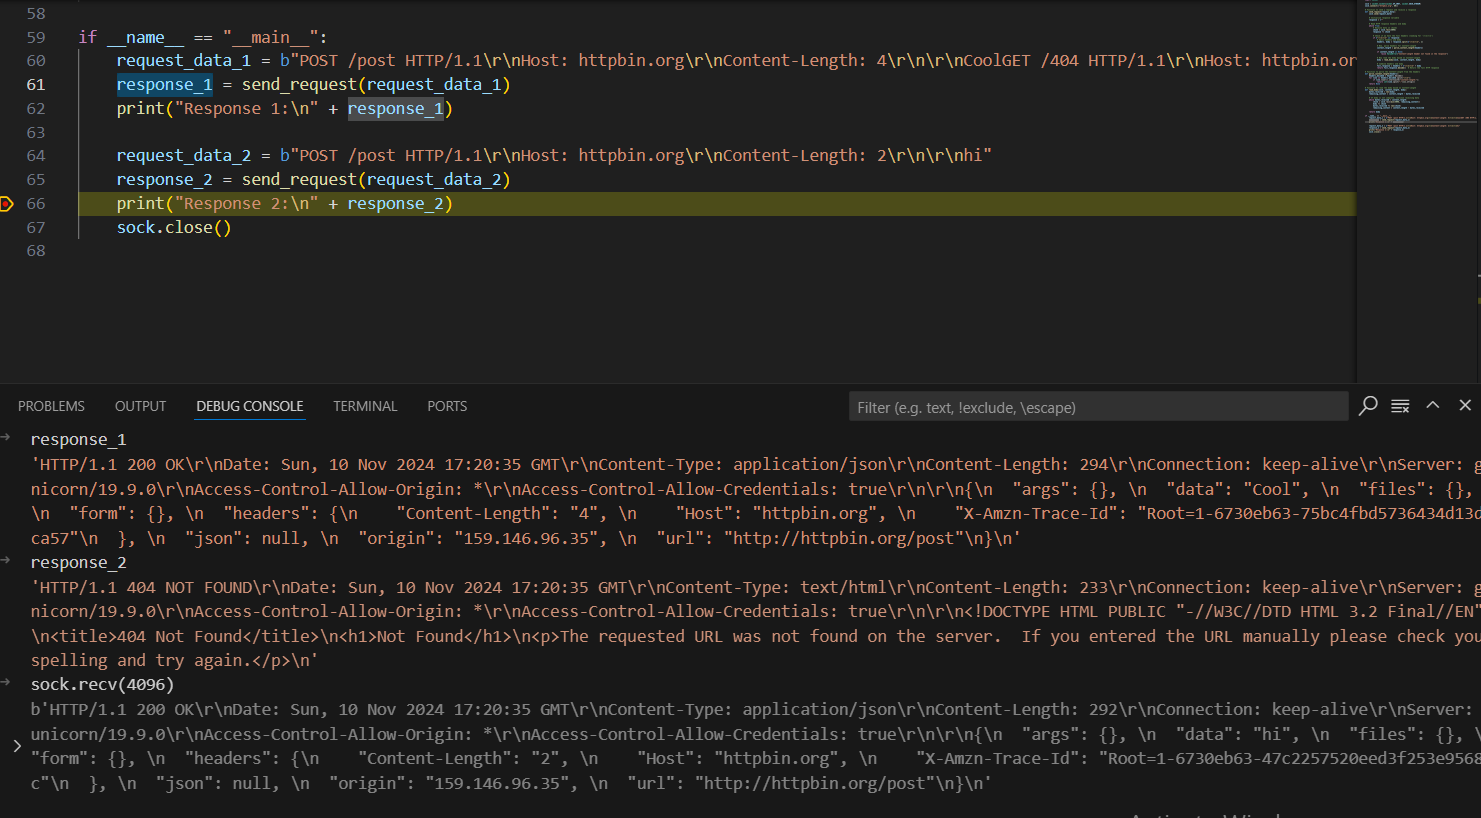 58
59 if __name__ == "__main__":
60 request_data_1 = b"POST /post HTTP/1.1\r\nHost: httpbin.org\r\nContent-Length: 4\r\n\r\nCoolGET /404 HTTP/1.1\r\nHost: httpbin.or
61 response_1 = send_request(request_data_1)
62 print("Response 1:\n" + response_1)
63
64 request_data_2 = b"POST /post HTTP/1.1\r\nHost: httpbin.org\r\nContent-Length: 2\r\n\r\nhi"
65 response_2 = send_request(request_data_2)
66 print("Response 2:\n" + response_2)
67 sock.close()
68
PROBLEMS OUTPUT DEBUG CONSOLE TERMINAL PORTS Filter (e.g. text, !exclude, \escape)
response_1
'HTTP/1.1 200 OK\r\nDate: Sun, 10 Nov 2024 17:20:35 GMT\r\nContent-Type: application/json\r\nContent-Length: 294\r\nConnection: keep-alive\r\nServer: g
nicorn/19.9.0\r\nAccess-Control-Allow-Origin: *\r\nAccess-Control-Allow-Credentials: true\r\n\r\n{\n  "args": {}, \n  "data": "Cool", \n  "files": {},
\n  "form": {}, \n  "headers": {\n    "Content-Length": "4", \n    "Host": "httpbin.org", \n    "X-Amzn-Trace-Id": "Root=1-6730eb63-75bc4fbd5736434d13d
ca57"\n  }, \n  "json": null, \n  "origin": "159.146.96.35", \n  "url": "http://httpbin.org/post"\n}\n'
response_2
'HTTP/1.1 404 NOT FOUND\r\nDate: Sun, 10 Nov 2024 17:20:35 GMT\r\nContent-Type: text/html\r\nContent-Length: 233\r\nConnection: keep-alive\r\nServer: g
nicorn/19.9.0\r\nAccess-Control-Allow-Origin: *\r\nAccess-Control-Allow-Credentials: true\r\n\r\n<!DOCTYPE HTML PUBLIC "-//W3C//DTD HTML 3.2 Final//EN"
\n<title>404 Not Found</title>\n<h1>Not Found</h1>\n<p>The requested URL was not found on the server.  If you entered the URL manually please check you
spelling and try again.</p>\n'
sock.recv(4096)
b'HTTP/1.1 200 OK\r\nDate: Sun, 10 Nov 2024 17:20:35 GMT\r\nContent-Type: application/json\r\nContent-Length: 292\r\nConnection: keep-alive\r\nServer:
unicorn/19.9.0\r\nAccess-Control-Allow-Origin: *\r\nAccess-Control-Allow-Credentials: true\r\n\r\n{\n  "args": {}, \n  "data": "hi", \n  "files": {}, \
"form": {}, \n  "headers": {\n    "Content-Length": "2", \n    "Host": "httpbin.org", \n    "X-Amzn-Trace-Id": "Root=1-6730eb63-47c2257520eed3f253e9568
c"\n  }, \n  "json": null, \n  "origin": "159.146.96.35", \n  "url": "http://httpbin.org/post"\n}\n'